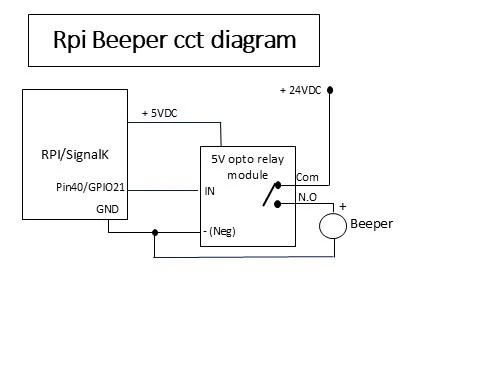 Rpi Beeper cct diagram
+ 24VDC
+ 5VDC
RPI/SignalK
5V opto relay
module
Com
Pin40/GPIO21
IN
N.O
GND
+
Beeper
- (Neg)